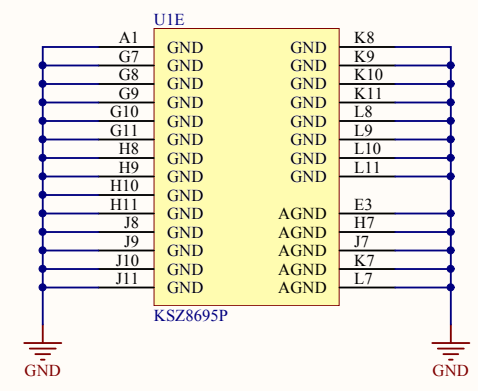 U1E
A1 GND GND K8
G7 GND GND K9
G8 GND GND K10
G9 GND GND K11
G10 GND GND L8
G11 GND GND L9
H8 GND GND L10
H9 GND GND L11
H10 GND
H11 GND AGND E3
J8 GND AGND H7
J9 GND AGND J7
J10 GND AGND K7
J11 GND AGND L7
KSZ8695P
GND GND